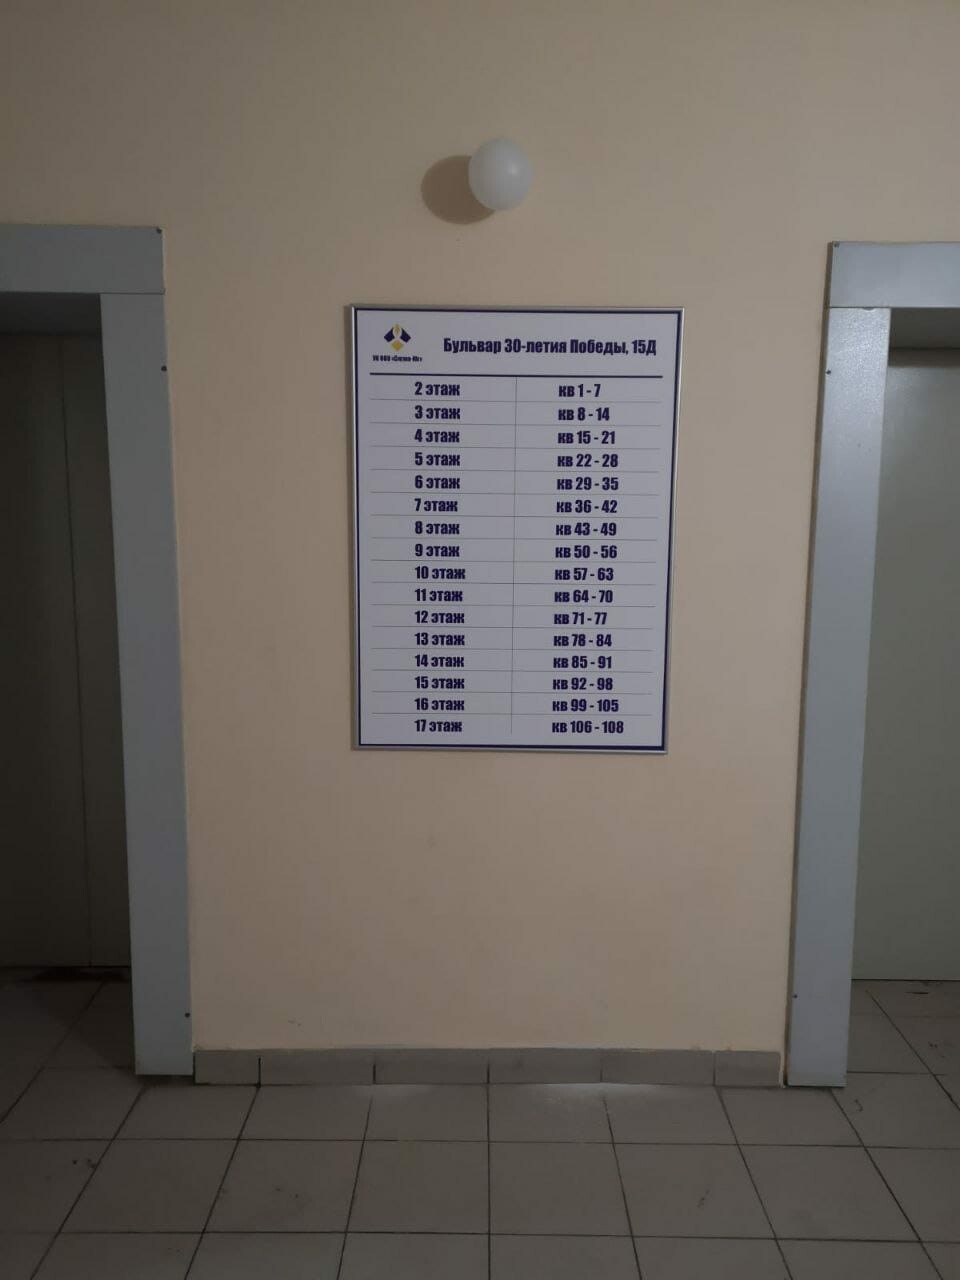 Бульвар 30-летия Победы, 15Д
2 этаж кв 1 - 7
3 этаж кв 8 - 14
4 этаж кв 15 - 21
5 этаж кв 22 - 28
6 этаж кв 29 - 35
7 этаж кв 36 - 42
8 этаж кв 43 - 49
9 этаж кв 50 - 56
10 этаж кв 57 - 63
11 этаж кв 64 - 70
12 этаж кв 71 - 77
13 этаж кв 78 - 84
14 этаж кв 85 - 91
15 этаж кв 92 - 98
16 этаж кв 99 - 105
17 этаж кв 106 - 108
УК ООО